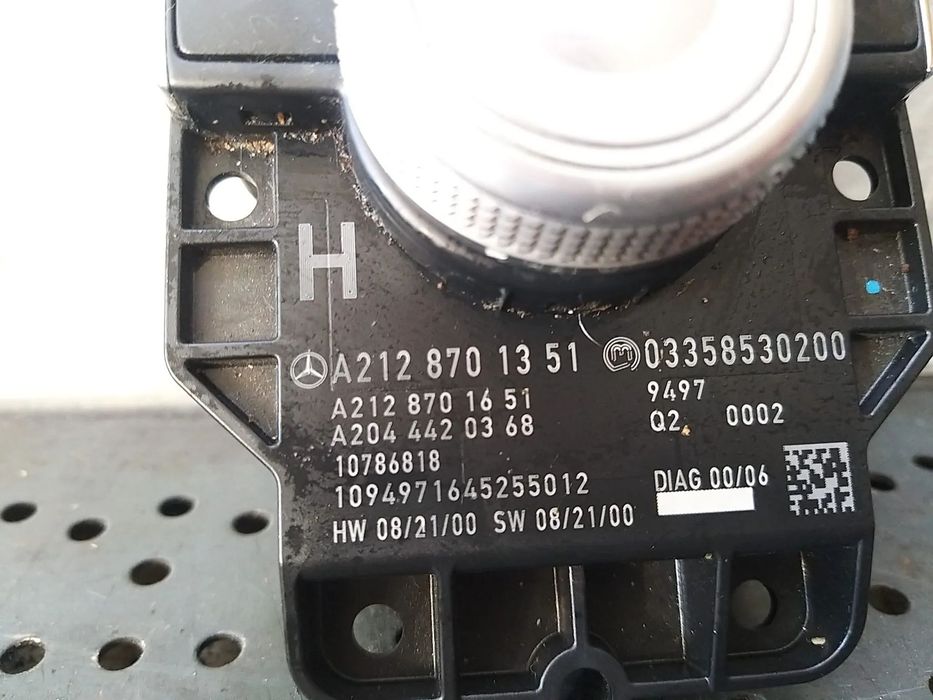 H
A212 870 13 51 M 03358530200
A212 870 16 51 9497
A204 442 03 68 Q2 0002
10786818
1094971645255012 DIAG 00/06
HW 08/21/00 SW 08/21/00